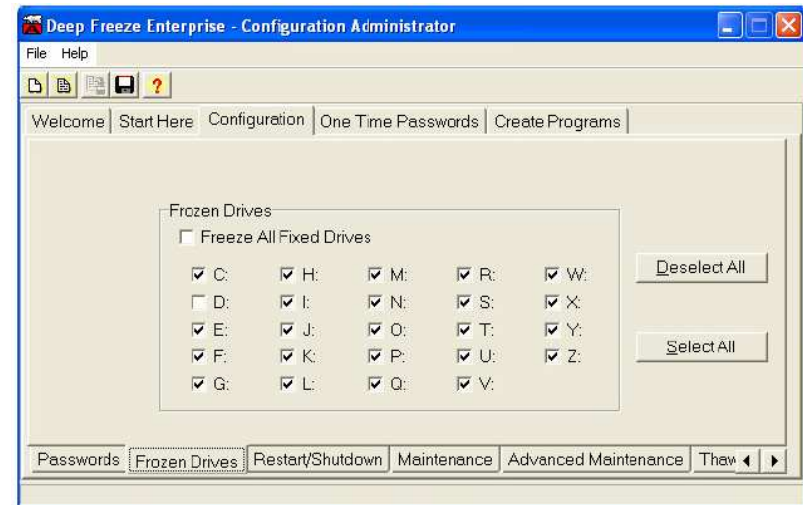 Deep Freeze Enterprise - Configuration Administrator
File Help
Welcome Start Here Configuration One Time Passwords Create Programs
Frozen Drives
Freeze All Fixed Drives
C: H: M: R: W:
D: I: N: S: X:
E: J: O: T: Y:
F: K: P: U: Z:
G: L: Q: V:
Deselect All
Select All
Passwords Frozen Drives Restart/Shutdown Maintenance Advanced Maintenance Thaw